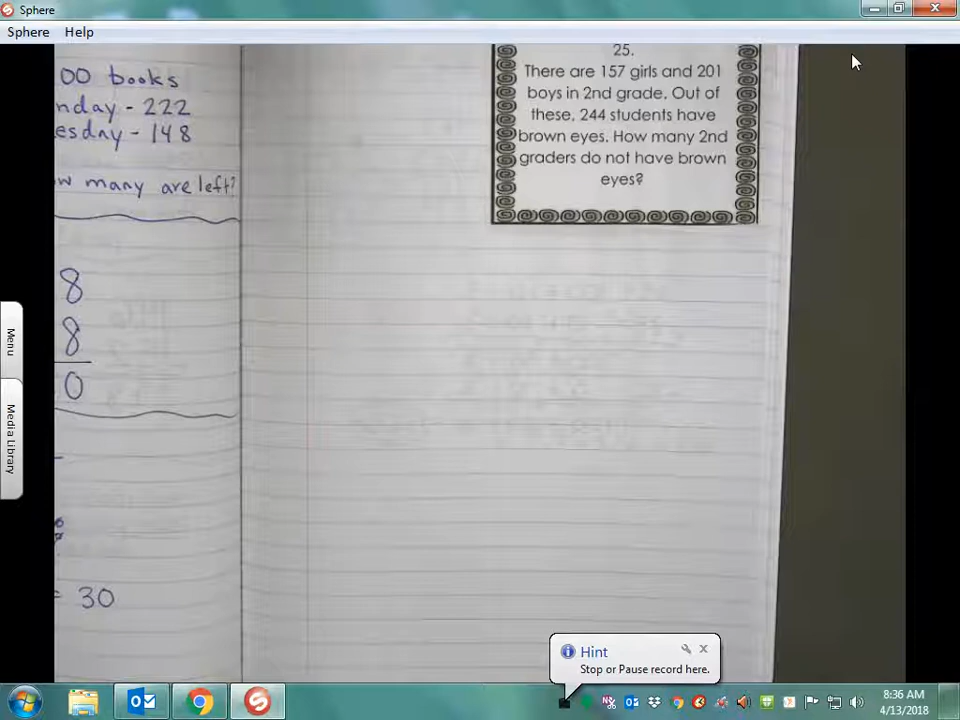 Sphere
Sphere Help
00 books
nday - 222
esday - 148
w many are left?
8
8
0
= 30
25.
There are 157 girls and 201
boys in 2nd grade. Out of
these, 244 students have
brown eyes. How many 2nd
graders do not have brown
eyes?
Menu
Media Library
Hint
Stop or Pause record here.
8:36 AM
4/13/2018